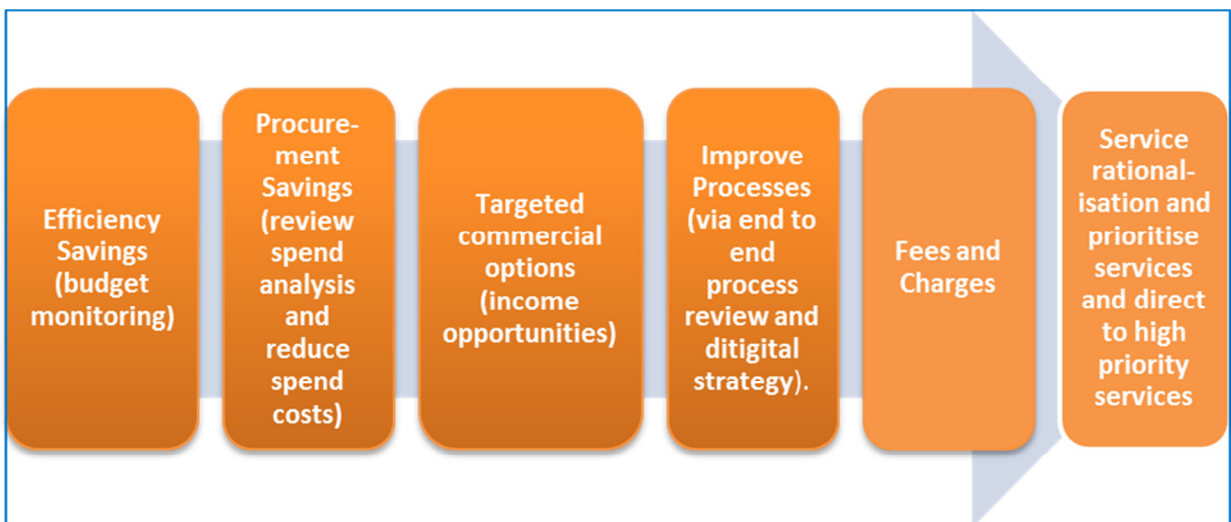 Efficiency
Savings
(budget
monitoring)
Procure-
ment
Savings
(review
spend
analysis
and
reduce
spend
costs)
Targeted
commercial
options
(income
opportunities)
Improve
Processes
(via end to
end
process
review and
ditigital
strategy).
Fees and
Charges
Service
rational-
isation and
prioritise
services
and direct
to high
priority
services